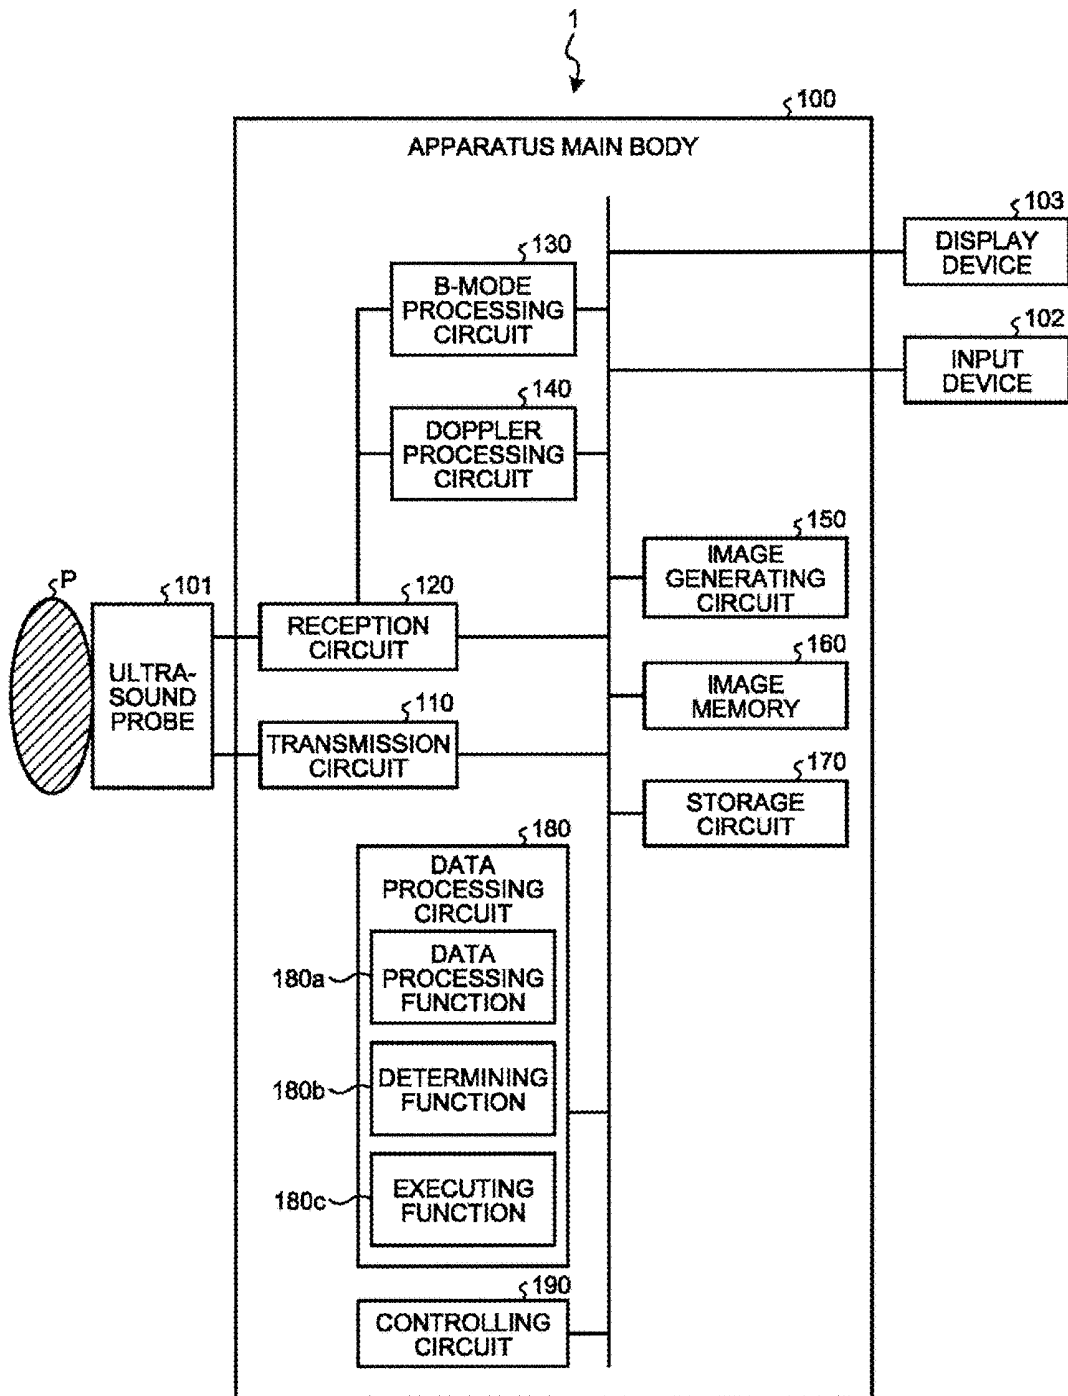 1
100
APPARATUS MAIN BODY
103
DISPLAY
DEVICE
130
B-MODE
PROCESSING
CIRCUIT
102
INPUT
DEVICE
140
DOPPLER
PROCESSING
CIRCUIT
150
IMAGE
GENERATING
CIRCUIT
P
101
ULTRA-
SOUND
PROBE
120
RECEPTION
CIRCUIT
160
IMAGE
MEMORY
110
TRANSMISSION
CIRCUIT
170
STORAGE
CIRCUIT
180
DATA
PROCESSING
CIRCUIT
180a
DATA
PROCESSING
FUNCTION
180b
DETERMINING
FUNCTION
180c
EXECUTING
FUNCTION
190
CONTROLLING
CIRCUIT